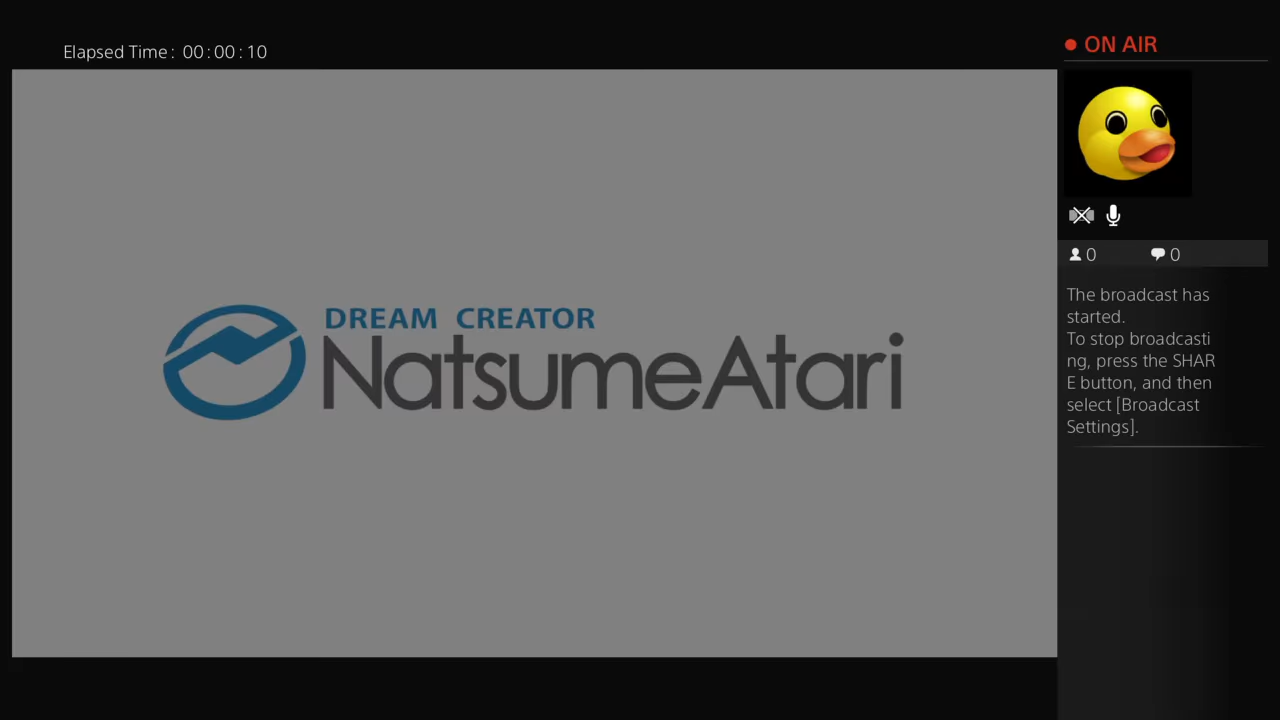 Elapsed Time: 00:00:10
ON AIR
DREAM CREATOR
NatsumeAtari
0 0
The broadcast has
started.
To stop broadcasti
ng, press the SHAR
E button, and then
select [Broadcast
Settings].